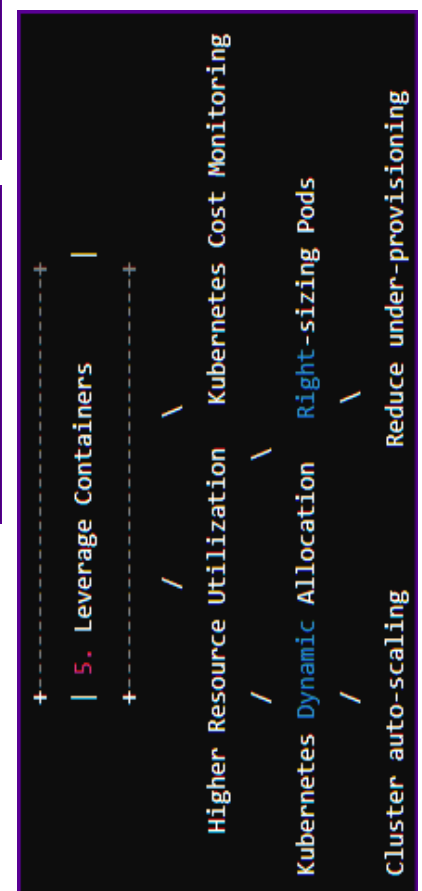 +-----------------------------+
| 5. Leverage Containers      |
+-----------------------------+
/ \
Higher Resource Utilization Kubernetes Cost Monitoring
/ \
Kubernetes Dynamic Allocation Right-sizing Pods
/ \
Cluster auto-scaling Reduce under-provisioning